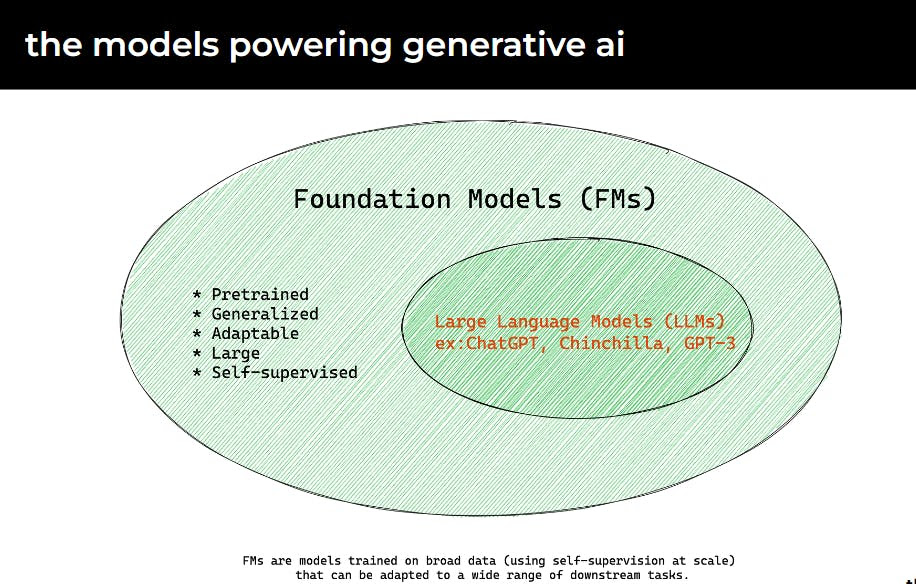 the models powering generative ai
Foundation Models (FMs)
* Pretrained
* Generalized
* Adaptable
* Large
* Self-supervised
Large Language Models (LLMs)
ex:ChatGPT, Chinchilla, GPT-3
FMs are models trained on broad data (using self-supervision at scale)
that can be adapted to a wide range of downstream tasks.